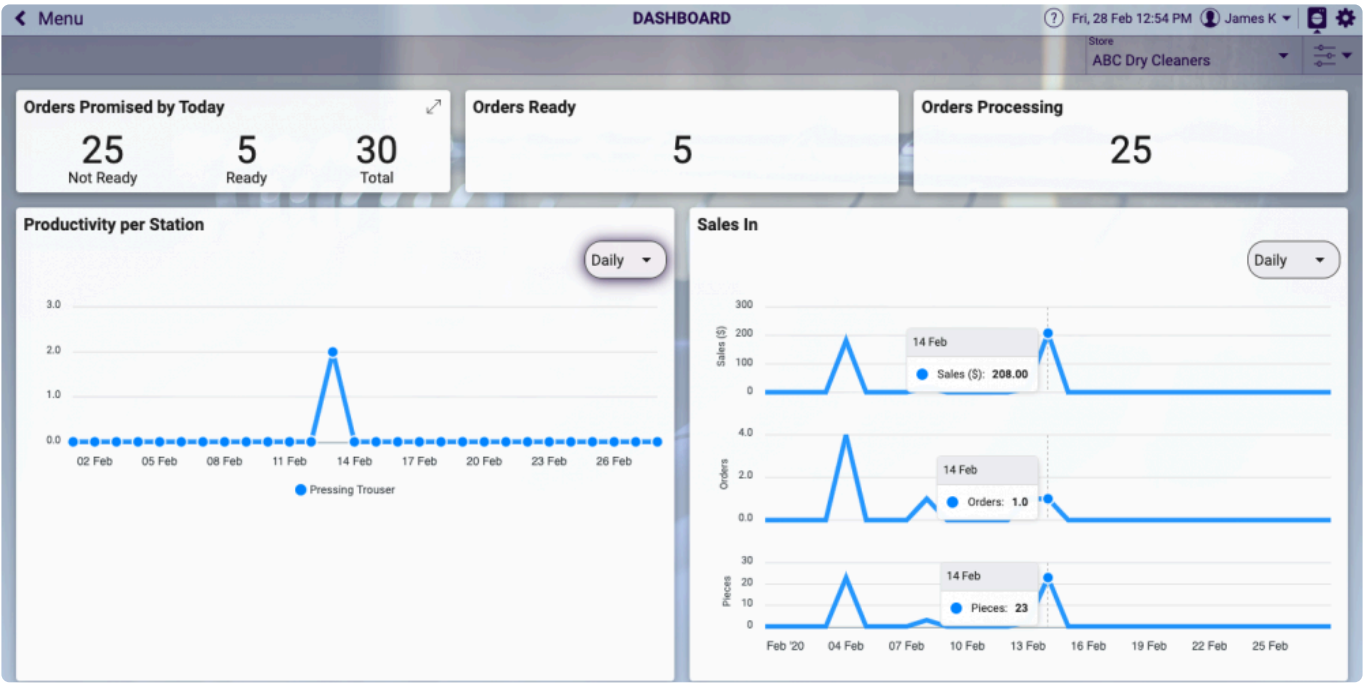 Menu
DASHBOARD
? Fri, 28 Feb 12:54 PM James K
Store
ABC Dry Cleaners
Orders Promised by Today
25 5 30
Not Ready Ready Total
Orders Ready
5
Orders Processing
25
Productivity per Station
Daily
3.0
2.0
1.0
0.0
02 Feb 05 Feb 08 Feb 11 Feb 14 Feb 17 Feb 20 Feb 23 Feb 26 Feb
Pressing Trouser
Sales In
Daily
Sales ($)
300
200
100
0
14 Feb
Sales ($): 208.00
Orders
4.0
2.0
0.0
14 Feb
Orders: 1.0
Pieces
30
20
10
0
14 Feb
Pieces: 23
Feb '20 04 Feb 07 Feb 10 Feb 13 Feb 16 Feb 19 Feb 22 Feb 25 Feb